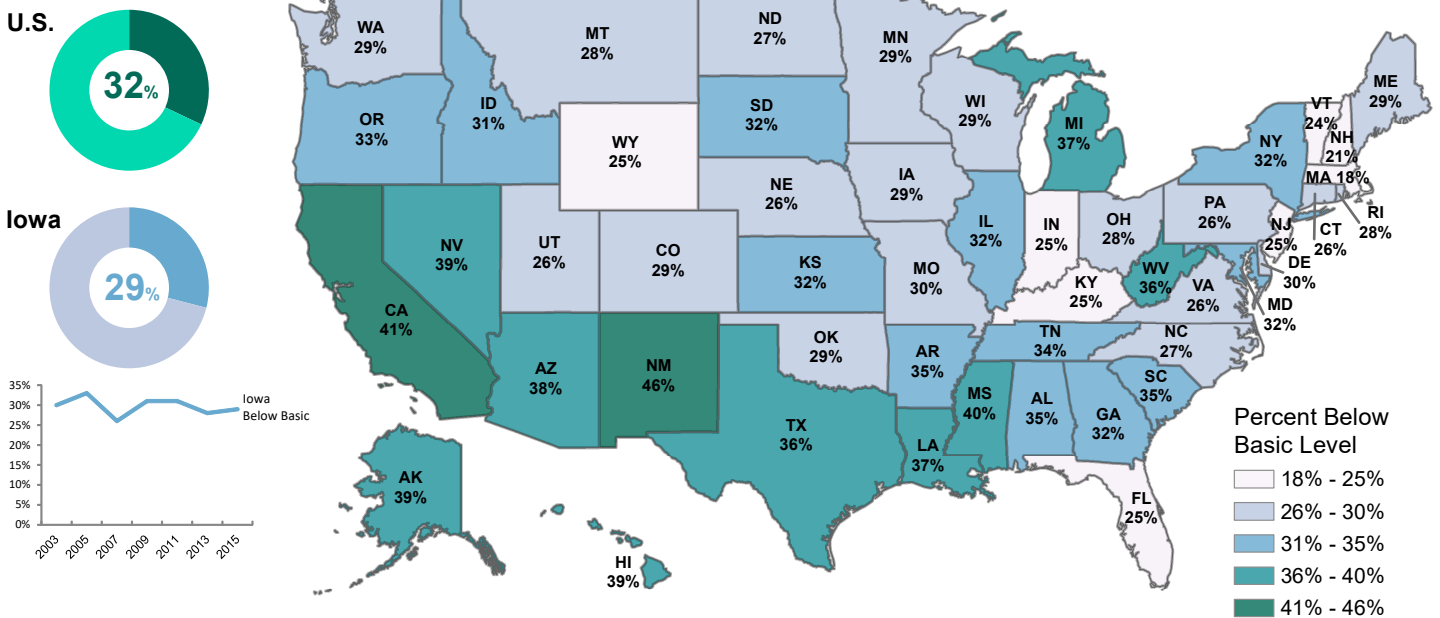 U.S.
32%
Iowa
29%
35%
30%
25%
20%
15%
10%
5%
0%
Iowa
Below Basic
2003
2005
2007
2009
2011
2013
2015
WA
29%
MT
28%
ND
27%
MN
29%
OR
33%
ID
31%
WY
25%
SD
32%
WI
29%
MI
37%
NY
32%
VT
24%
NH
21%
MA 18%
ME
29%
RI
28%
CT
26%
NV
39%
UT
26%
CO
29%
NE
26%
IA
29%
IL
32%
IN
25%
OH
28%
PA
26%
NJ
25%
DE
30%
MD
32%
CA
41%
KS
32%
MO
30%
KY
25%
WV
36%
VA
26%
AZ
38%
NM
46%
OK
29%
AR
35%
TN
34%
NC
27%
SC
35%
TX
36%
LA
37%
MS
40%
AL
35%
GA
32%
FL
25%
AK
39%
HI
39%
Percent Below
Basic Level
18% - 25%
26% - 30%
31% - 35%
36% - 40%
41% - 46%